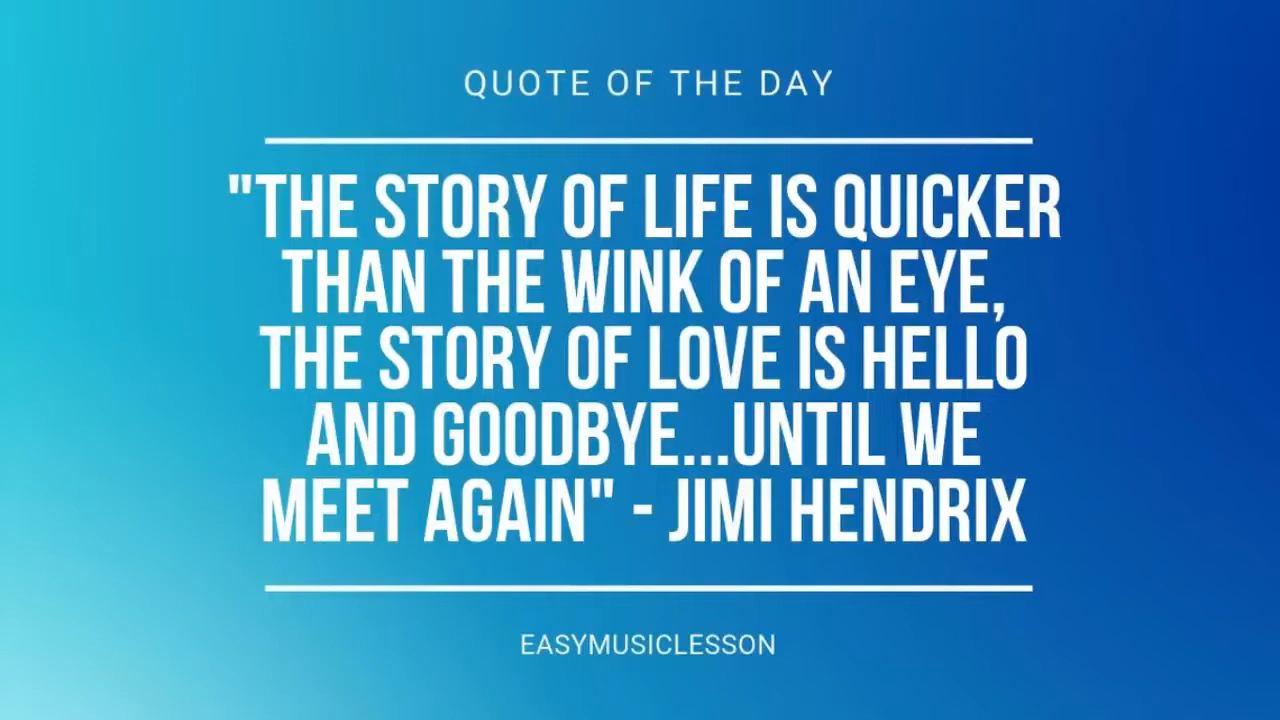 QUOTE OF THE DAY
"THE STORY OF LIFE IS QUICKER
THAN THE WINK OF AN EYE,
THE STORY OF LOVE IS HELLO
AND GOODBYE...UNTIL WE
MEET AGAIN" - JIMI HENDRIX
EASYMUSICLESSON